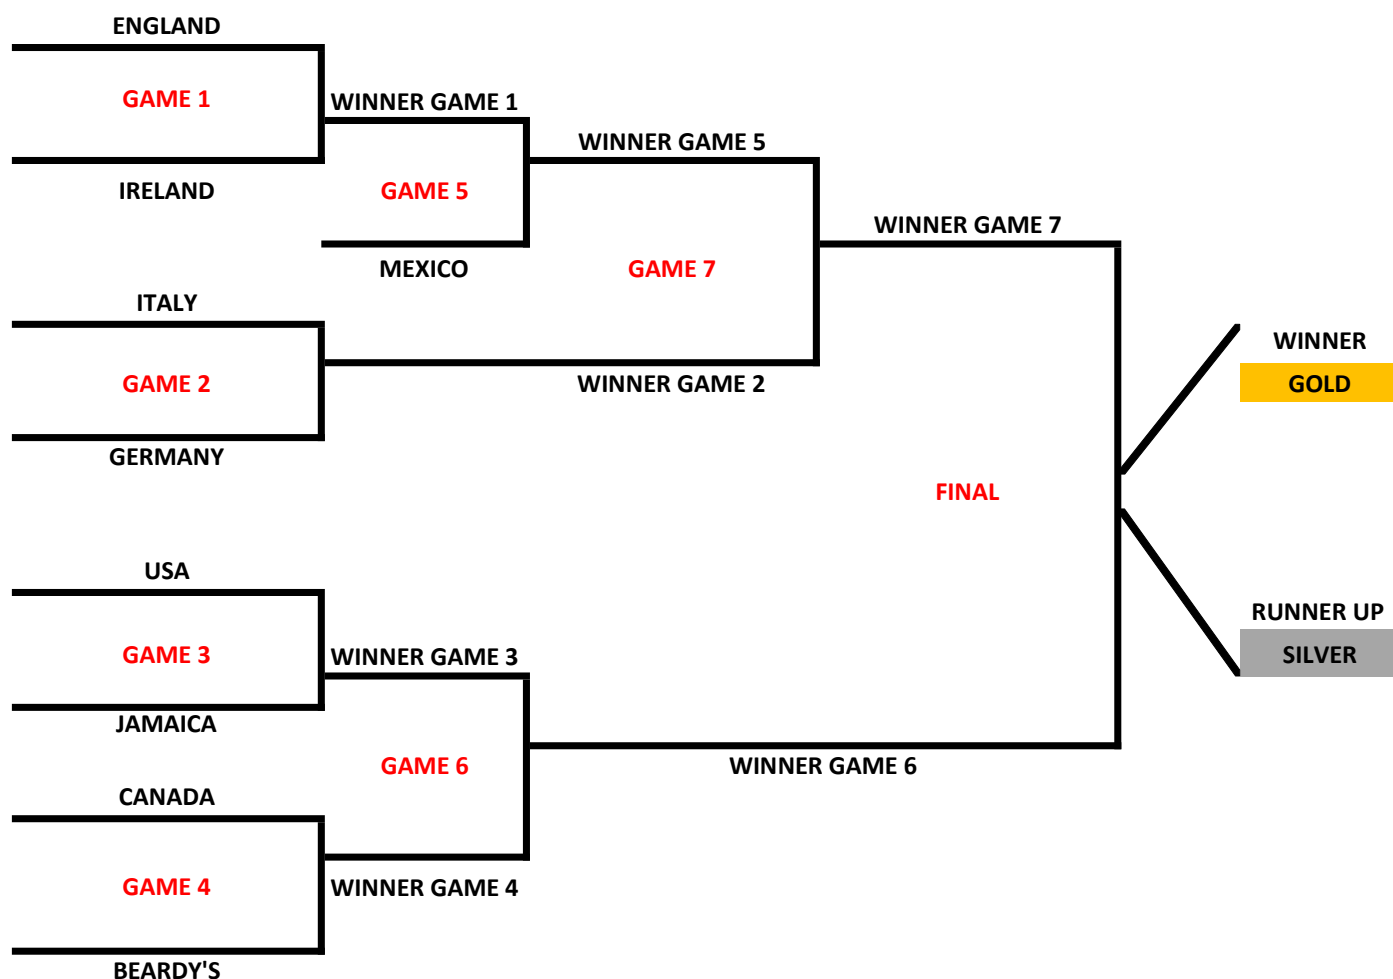 ENGLAND
GAME 1
WINNER GAME 1
WINNER GAME 5
IRELAND
GAME 5
WINNER GAME 7
MEXICO
GAME 7
ITALY
WINNER
GAME 2
WINNER GAME 2
GOLD
GERMANY
FINAL
USA
RUNNER UP
GAME 3
WINNER GAME 3
SILVER
JAMAICA
GAME 6
WINNER GAME 6
CANADA
GAME 4
WINNER GAME 4
BEARDY'S